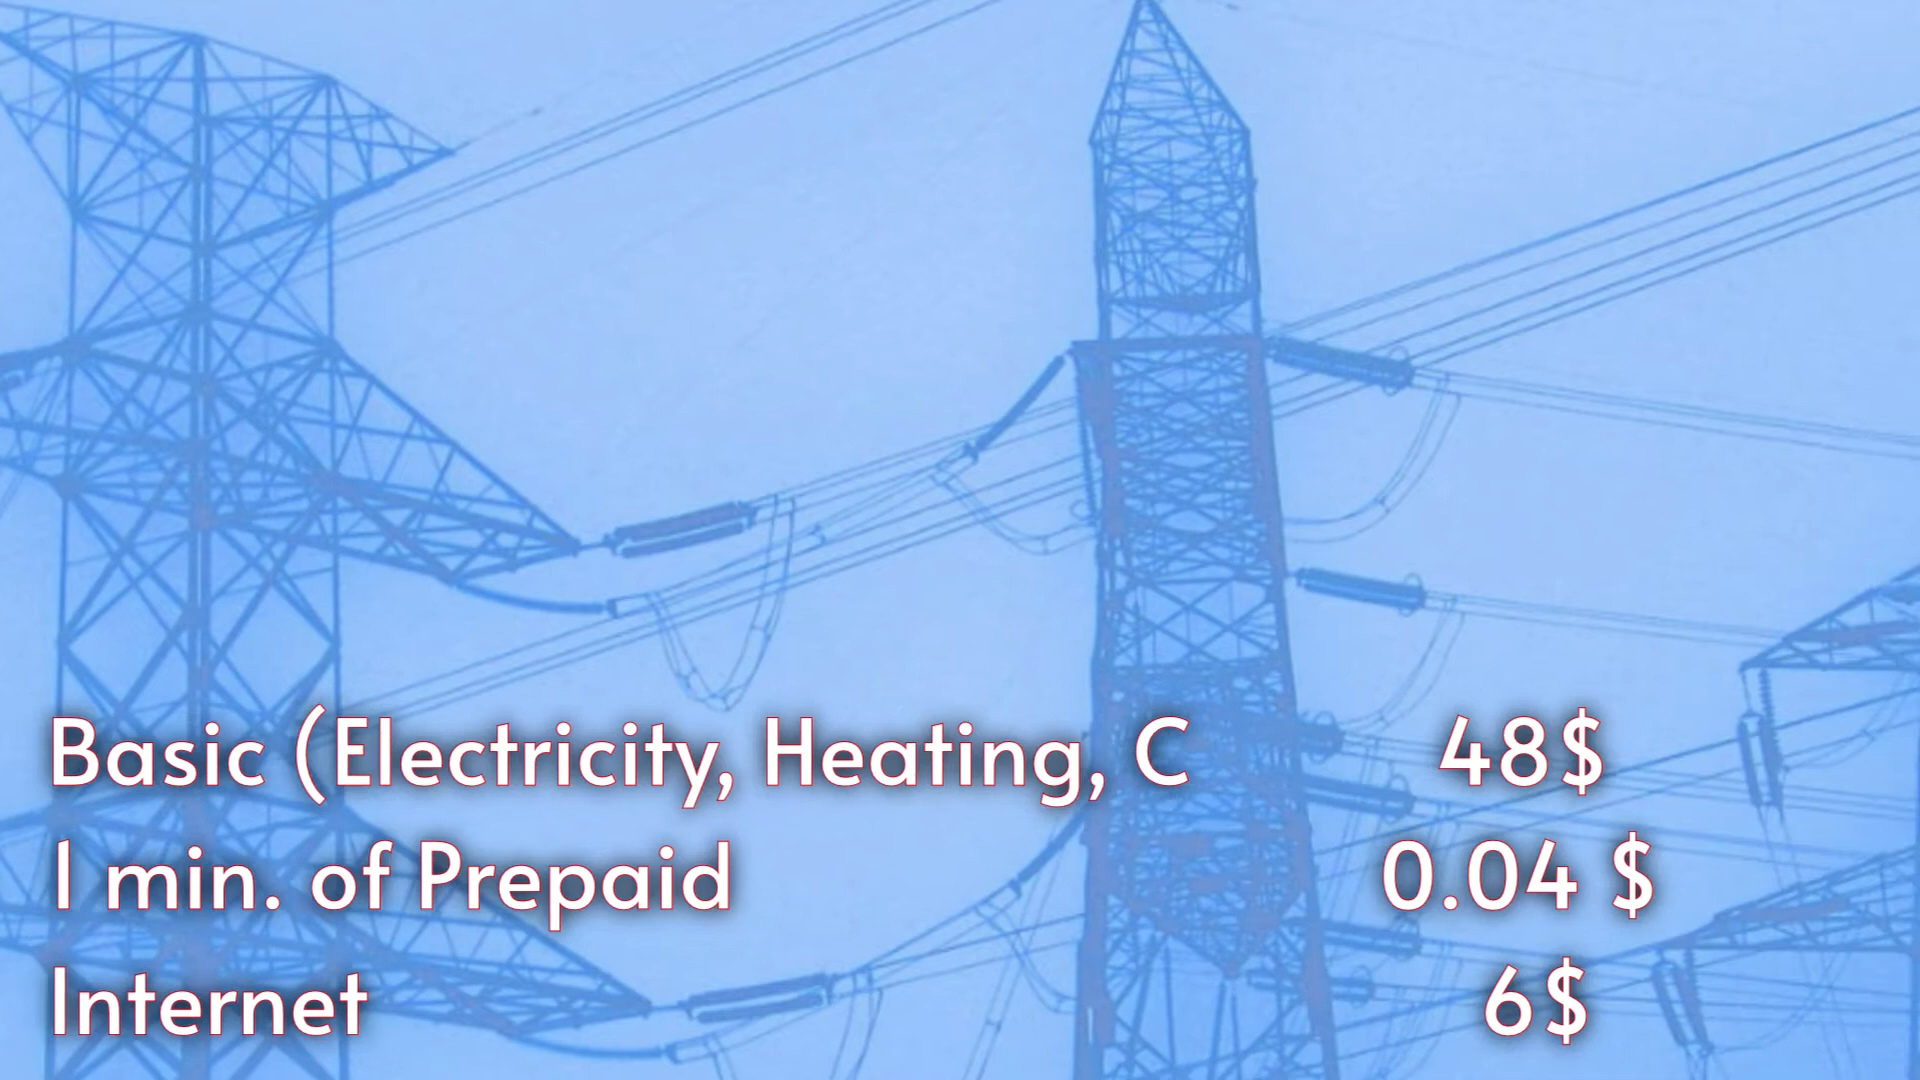 Basic (Electricity, Heating, C 48$
1 min. of Prepaid 0.04 $
Internet 6$